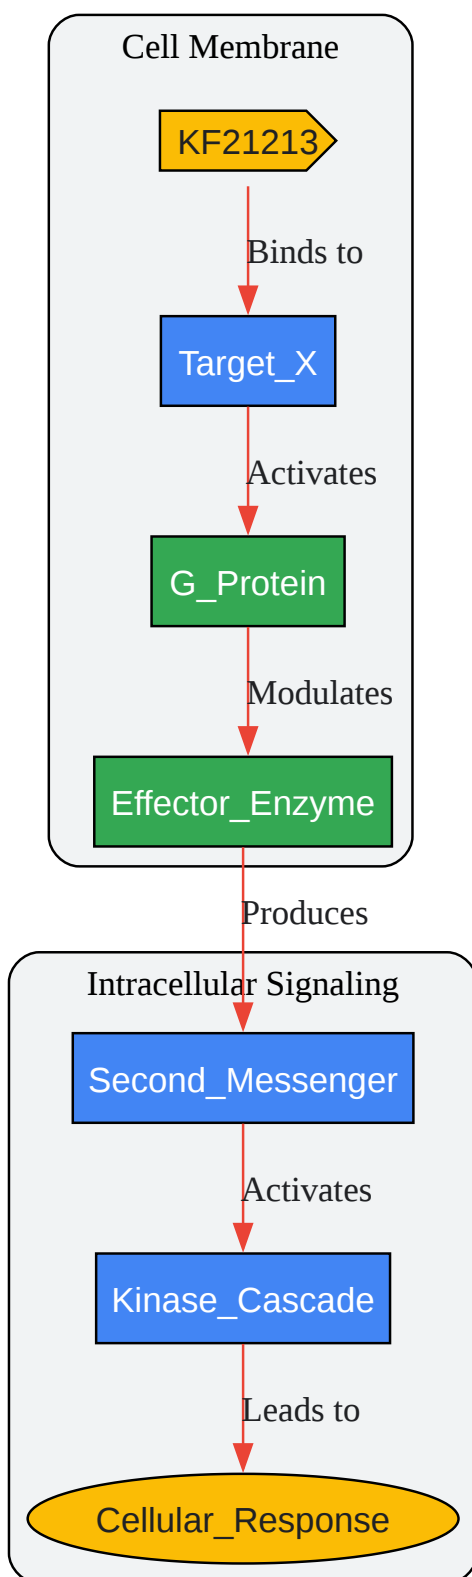 Cell Membrane
KF21213
Binds to
Target_X
Activates
G_Protein
Modulates
Effector_Enzyme
Produces
Intracellular Signaling
Second_Messenger
Activates
Kinase_Cascade
Leads to
Cellular_Response